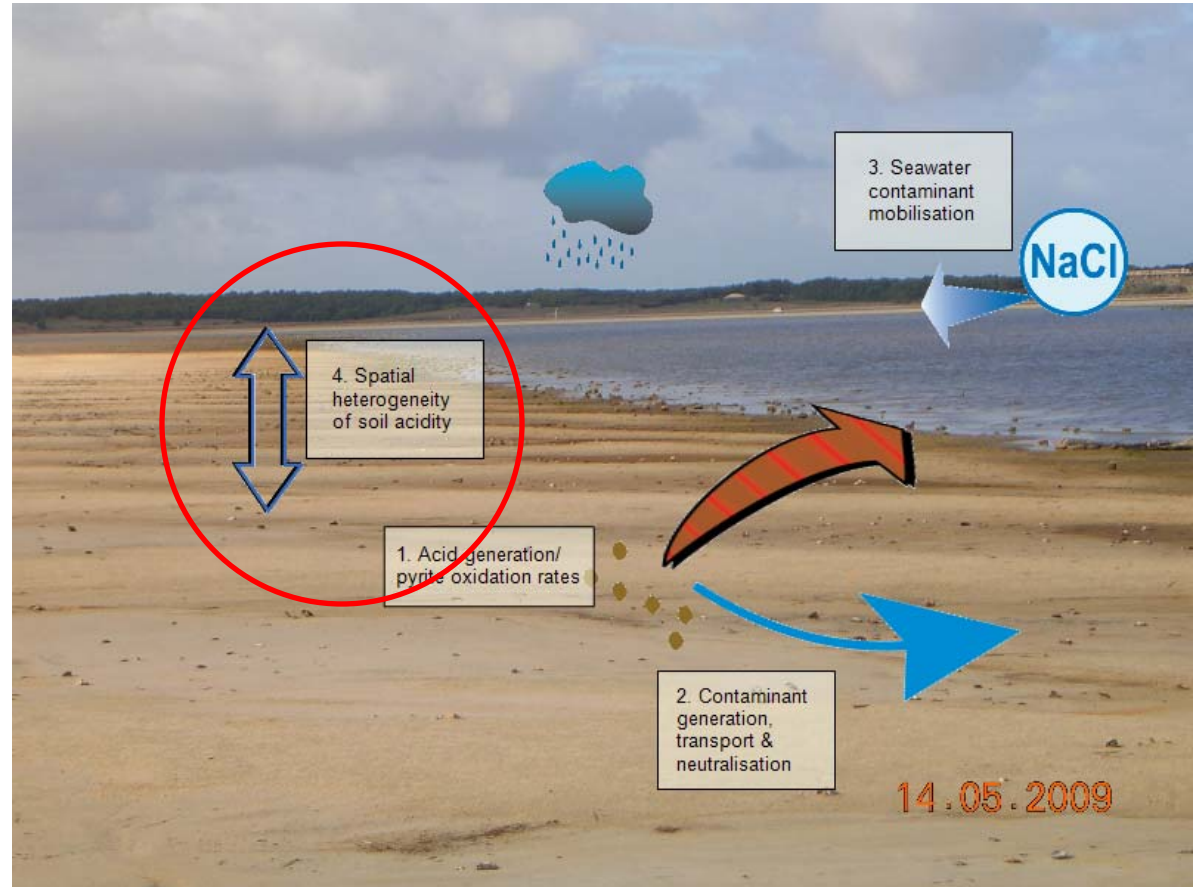 3. Seawater
contaminant
mobilisation
NaCl
4. Spatial
heterogeneity
of soil acidity
1. Acid generation/
pyrite oxidation rates
2. Contaminant
generation,
transport &
neutralisation
14.05.2009